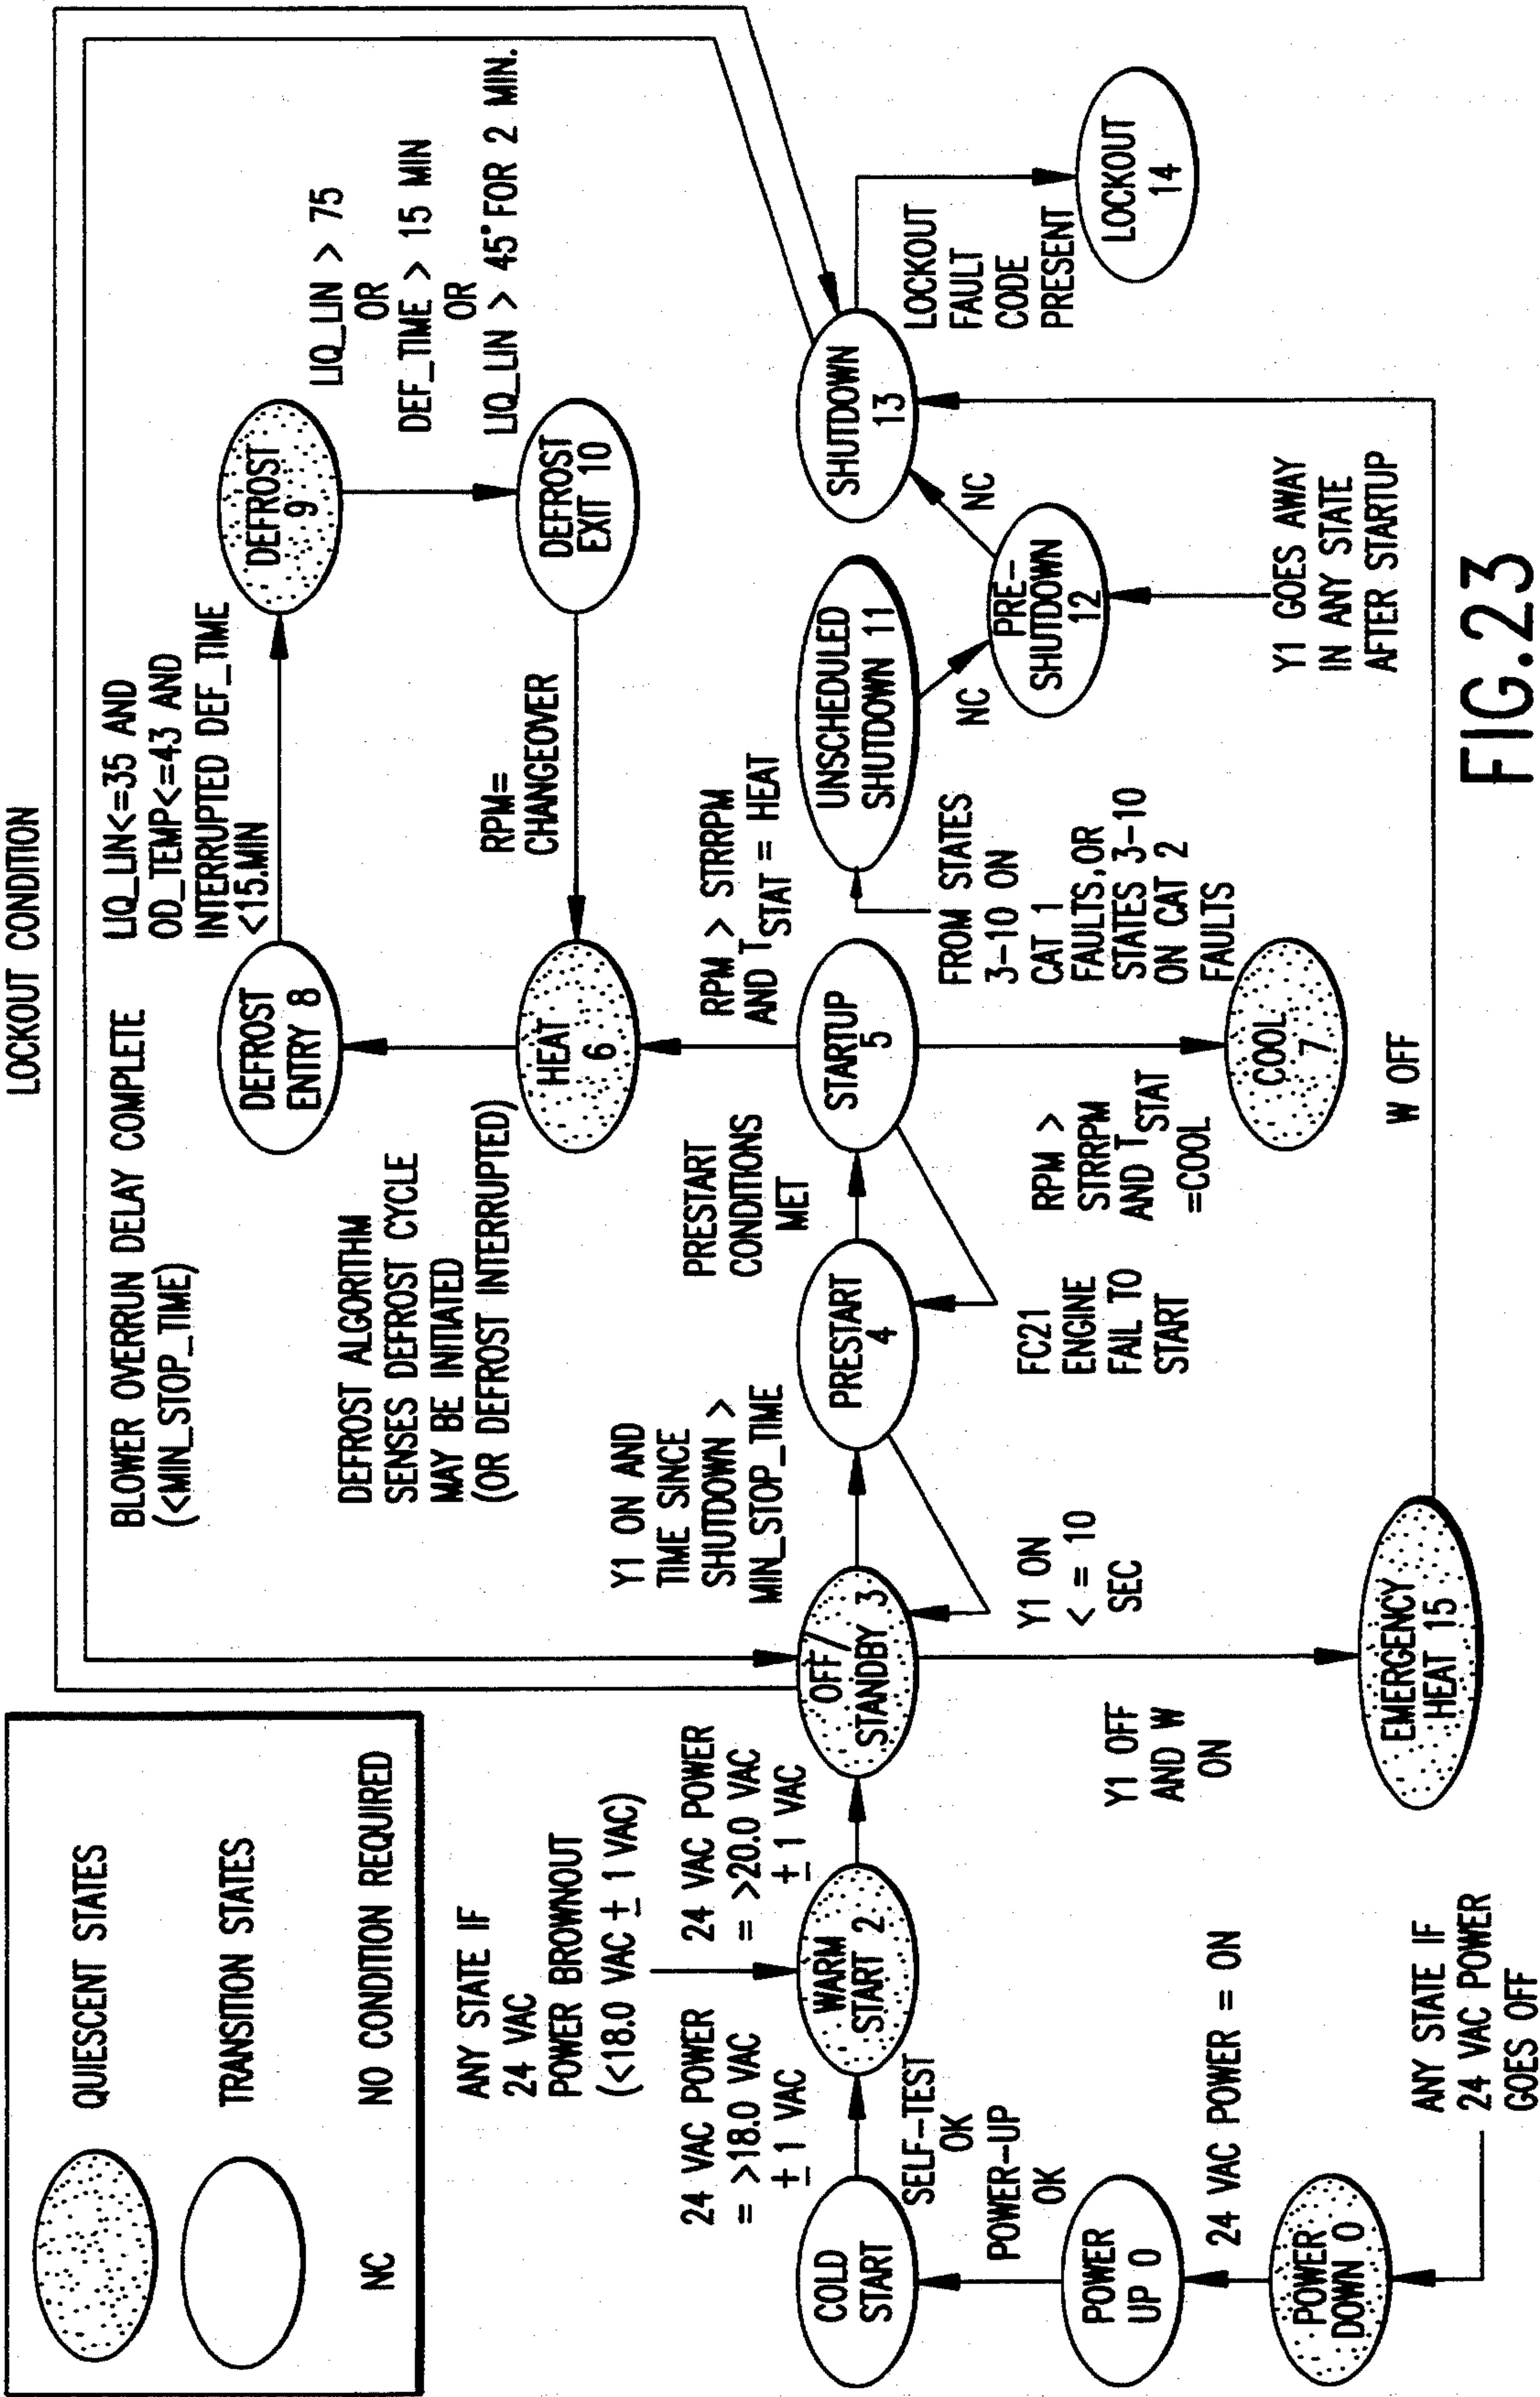 QUIESCENT STATES
TRANSITION STATES
NC
NO CONDITION REQUIRED
LOCKOUT CONDITION
BLOWER OVERRUN DELAY COMPLETE
(<MIN_STOP_TIME)
LIQ_LIN<=35 AND
OD_TEMP<=43 AND
INTERRUPTED DEF_TIME
<15.MIN
DEFROST
ENTRY 8
DEFROST
9
LIQ_LIN > 75
OR
DEF_TIME > 15 MIN
OR
LIQ_LIN > 45° FOR 2 MIN.
DEFROST ALGORITHM
SENSES DEFROST CYCLE
MAY BE INITIATED
(OR DEFROST INTERRUPTED)
HEAT
6
RPM=
CHANGEOVER
DEFROST
EXIT 10
ANY STATE IF
24 VAC
POWER BROWNOUT
(<18.0 VAC ± 1 VAC)
24 VAC POWER
= >18.0 VAC
± 1 VAC
24 VAC POWER
= >20.0 VAC
± 1 VAC
Y1 ON AND
TIME SINCE
SHUTDOWN >
MIN_STOP_TIME
PRESTART
CONDITIONS
MET
RPM > STRRPM
AND TSTAT = HEAT
COLD
START
WARM
START 2
OFF/
STANDBY 3
PRESTART
4
STARTUP
5
UNSCHEDULED
SHUTDOWN 11
SHUTDOWN
13
SELF-TEST
OK
POWER-UP
OK
Y1 ON
< = 10
SEC
FC21
ENGINE
FAIL TO
START
FROM STATES
3-10 ON
CAT 1
FAULTS,OR
STATES 3-10
ON CAT 2
FAULTS
NC
NC
PRE-
SHUTDOWN
12
LOCKOUT
FAULT
CODE
PRESENT
LOCKOUT
14
POWER
UP 0
24 VAC POWER = ON
Y1 OFF
AND W
ON
RPM >
STRRPM
AND TSTAT
=COOL
COOL
7
Y1 GOES AWAY
IN ANY STATE
AFTER STARTUP
POWER
DOWN 0
ANY STATE IF
24 VAC POWER
GOES OFF
EMERGENCY
HEAT 15
W OFF
FIG.23